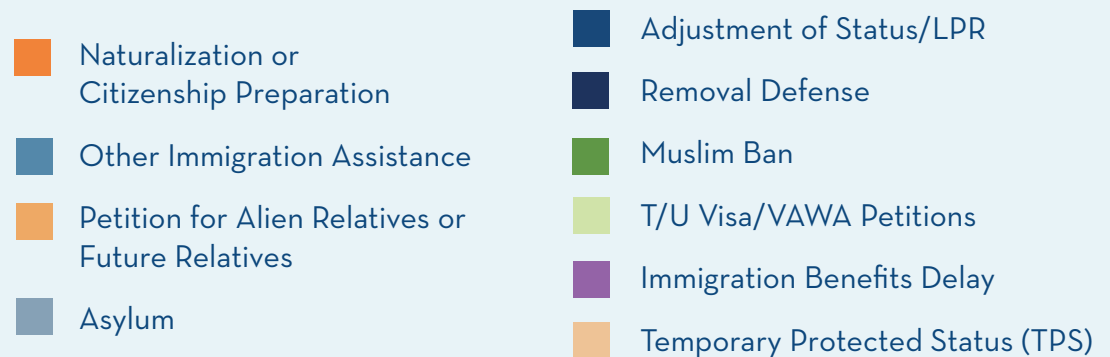 Naturalization or
Citizenship Preparation
Other Immigration Assistance
Petition for Alien Relatives or
Future Relatives
Asylum
Adjustment of Status/LPR
Removal Defense
Muslim Ban
T/U Visa/VAWA Petitions
Immigration Benefits Delay
Temporary Protected Status (TPS)